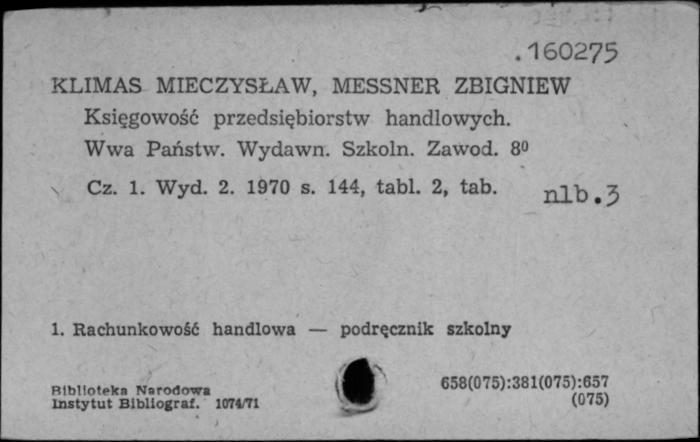 .160275
KLIMAS MIECZYSŁAW, MESSNER ZBIGNIEW
Księgowość przedsiębiorstw handlowych.
Wwa Państw. Wydawn. Szkoln. Zawod. 8⁰
Cz. 1. Wyd. 2. 1970 s. 144, tabl. 2, tab.
nlb.3
1. Rachunkowość handlowa — podręcznik szkolny
Biblioteka Narodowa
Instytut Bibliograf. 1074/71
658(075):381(075):657
(075)